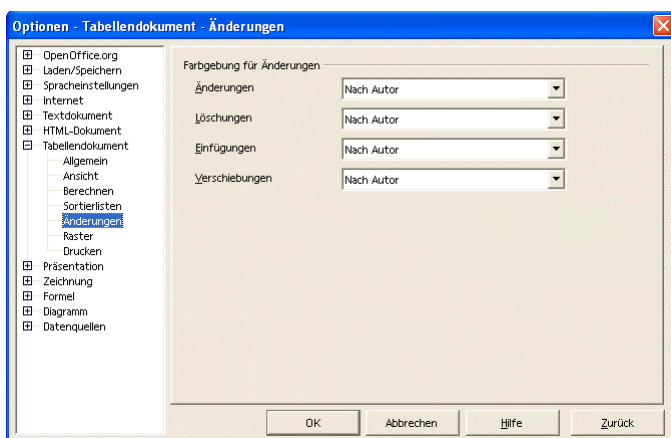 Optionen - Tabellendokument - Änderungen
OpenOffice.org
Laden/Speichern
Spracheinstellungen
Internet
Textdokument
HTML-Dokument
Tabellendokument
Allgemein
Ansicht
Berechnen
Sortierlisten
Änderungen
Raster
Drucken
Präsentation
Zeichnung
Formel
Diagramm
Datenquellen
Farbgebung für Änderungen
Änderungen Nach Autor
Löschungen Nach Autor
Einfügungen Nach Autor
Verschiebungen Nach Autor
OK Abbrechen Hilfe Zurück